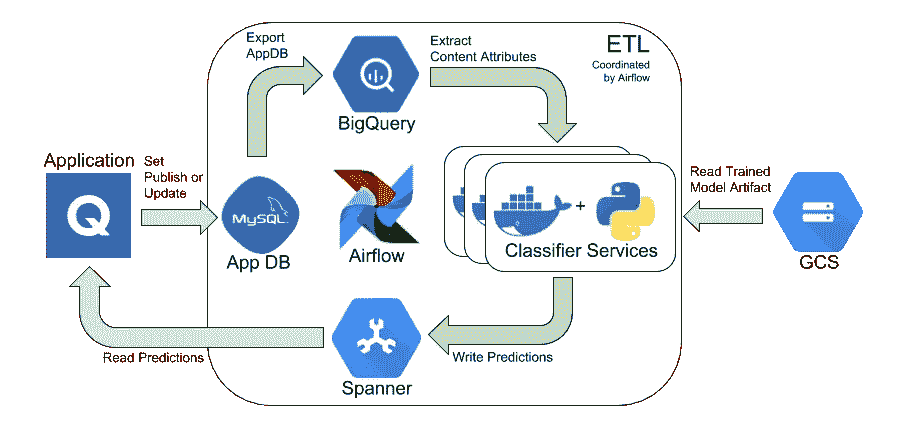 Export
AppDB
Extract
Content Attributes
ETL
Coordinated
by Airflow
BigQuery
Application
Set
Publish or
Update
Q
MySQL
App DB
Airflow
+
Classifier Services
Read Trained
Model Artifact
GCS
Read Predictions
Spanner
Write Predictions